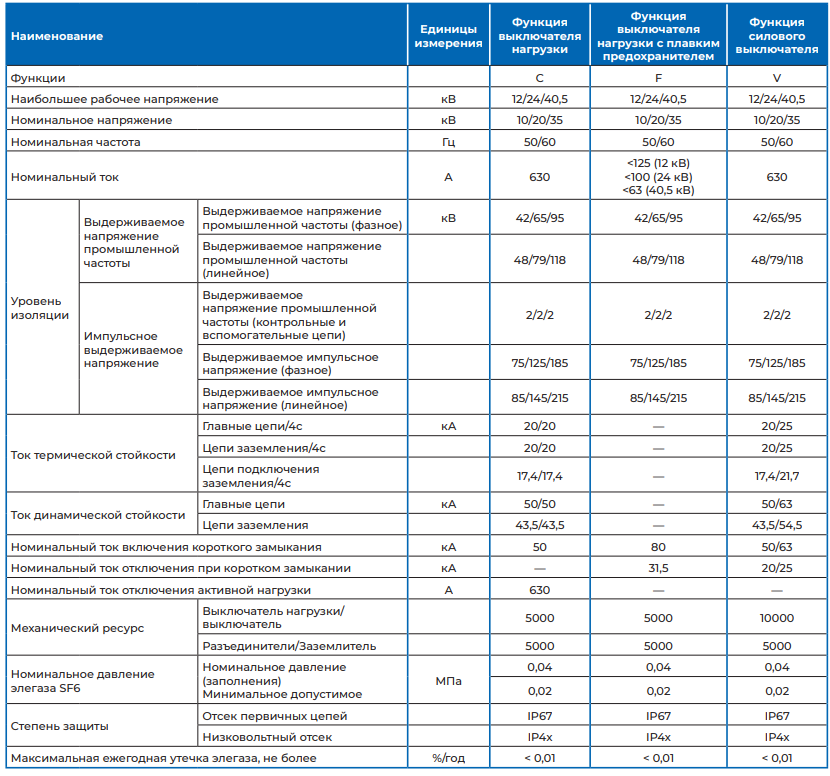 Наименование
Единицы
измерения
Функция
выключателя
нагрузки
Функция
выключателя
нагрузки с плавким
предохранителем
Функция
силового
выключателя
Функции C F V
Наибольшее рабочее напряжение кВ 12/24/40,5 12/24/40,5 12/24/40,5
Номинальное напряжение кВ 10/20/35 10/20/35 10/20/35
Номинальная частота Гц 50/60 50/60 50/60
Номинальный ток А 630
<125 (12 кВ)
<100 (24 кВ)
<63 (40,5 кВ)
630
Уровень
изоляции
Выдерживаемое
напряжение
промышленной
частоты
Выдерживаемое напряжение
промышленной частоты (фазное)
кВ 42/65/95 42/65/95 42/65/95
Выдерживаемое напряжение
промышленной частоты
(линейное)
48/79/118 48/79/118 48/79/118
Импульсное
выдерживаемое
напряжение
Выдерживаемое
напряжение промышленной
частоты (контрольные и
вспомогательные цепи)
2/2/2 2/2/2 2/2/2
Выдерживаемое импульсное
напряжение (фазное)
75/125/185 75/125/185 75/125/185
Выдерживаемое импульсное
напряжение (линейное)
85/145/215 85/145/215 85/145/215
Ток термической стойкости
Главные цепи/4с кА 20/20 — 20/25
Цепи заземления/4с 20/20 — 20/25
Цепи подключения
заземления/4с
17,4/17,4 — 17,4/21,7
Ток динамической стойкости
Главные цепи кА 50/50 — 50/63
Цепи заземления 43,5/43,5 — 43,5/54,5
Номинальный ток включения короткого замыкания кА 50 80 50/63
Номинальный ток отключения при коротком замыкании кА — 31,5 20/25
Номинальный ток отключения активной нагрузки А 630 — —
Механический ресурс
Выключатель нагрузки/
выключатель
5000 5000 10000
Разъединители/Заземлитель 5000 5000 5000
Номинальное давление
элегаза SF6
Номинальное давление
(заполнения)
Минимальное допустимое
МПа
0,04 0,04 0,04
0,02 0,02 0,02
Степень защиты
Отсек первичных цепей IP67 IP67 IP67
Низковольтный отсек IP4x IP4x IP4x
Максимальная ежегодная утечка элегаза, не более %/год < 0,01 < 0,01 < 0,01